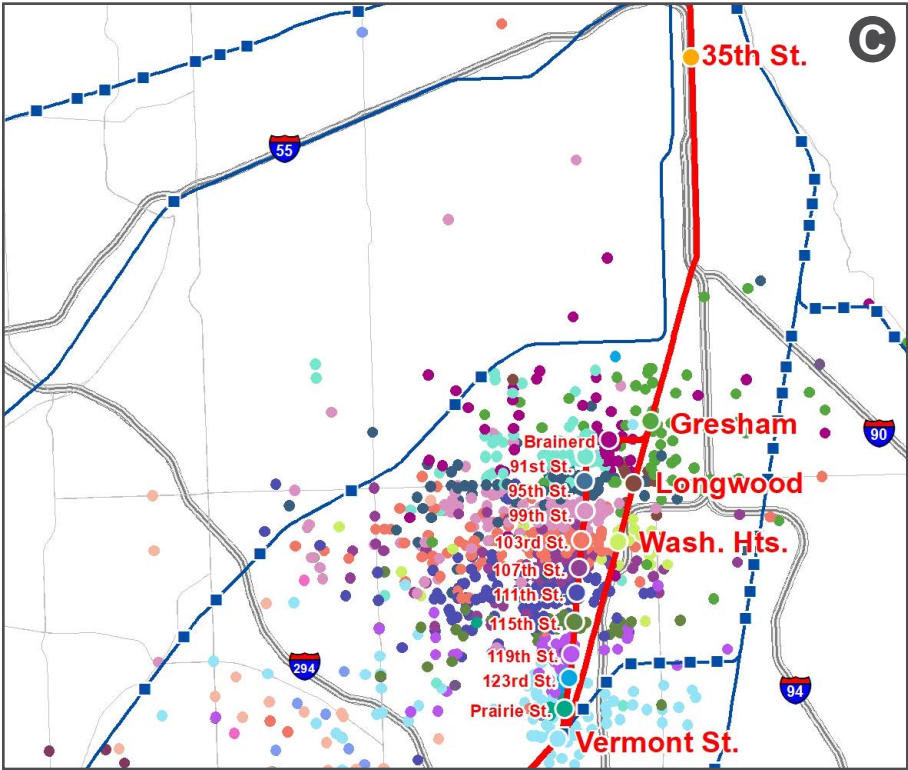 C
35th St.
55
Gresham
90
Brainerd
91st St.
95th St.
Longwood
99th St.
103rd St.
Wash. Hts.
107th St.
111th St.
115th St.
119th St.
294
123rd St.
94
Prairie St.
Vermont St.